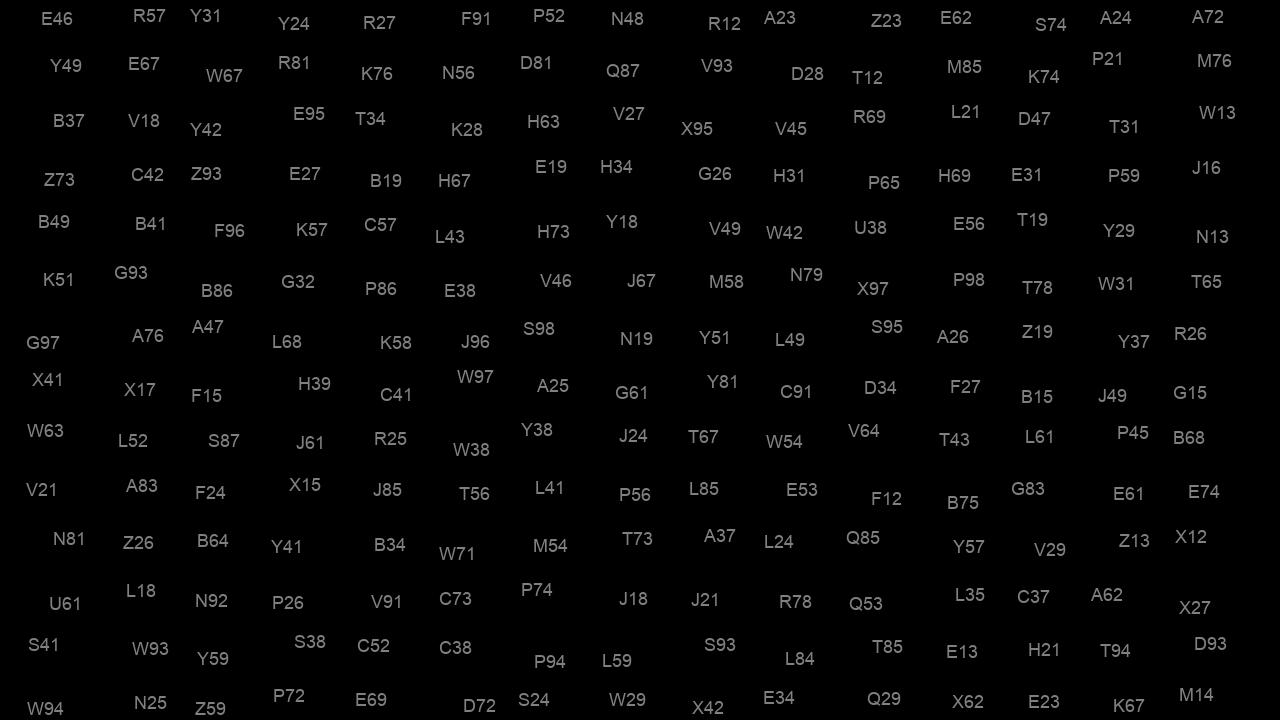 E46 R57 Y31 Y24 R27 F91 P52 N48 R12 A23 Z23 E62 S74 A24 A72
Y49 E67 W67 R81 K76 N56 D81 Q87 V93 D28 T12 M85 K74 P21 M76
B37 V18 Y42 E95 T34 K28 H63 V27 X95 V45 R69 L21 D47 T31 W13
Z73 C42 Z93 E27 B19 H67 E19 H34 G26 H31 P65 H69 E31 P59 J16
B49 B41 F96 K57 C57 L43 H73 Y18 V49 W42 U38 E56 T19 Y29 N13
K51 G93 B86 G32 P86 E38 V46 J67 M58 N79 X97 P98 T78 W31 T65
G97 A76 A47 L68 K58 J96 S98 N19 Y51 L49 S95 A26 Z19 Y37 R26
X41 X17 F15 H39 C41 W97 A25 G61 Y81 C91 D34 F27 B15 J49 G15
W63 L52 S87 J61 R25 W38 Y38 J24 T67 W54 V64 T43 L61 P45 B68
V21 A83 F24 X15 J85 T56 L41 P56 L85 E53 F12 B75 G83 E61 E74
N81 Z26 B64 Y41 B34 W71 M54 T73 A37 L24 Q85 Y57 V29 Z13 X12
U61 L18 N92 P26 V91 C73 P74 J18 J21 R78 Q53 L35 C37 A62 X27
S41 W93 Y59 S38 C52 C38 P94 L59 S93 L84 T85 E13 H21 T94 D93
W94 N25 Z59 P72 E69 D72 S24 W29 X42 E34 Q29 X62 E23 K67 M14